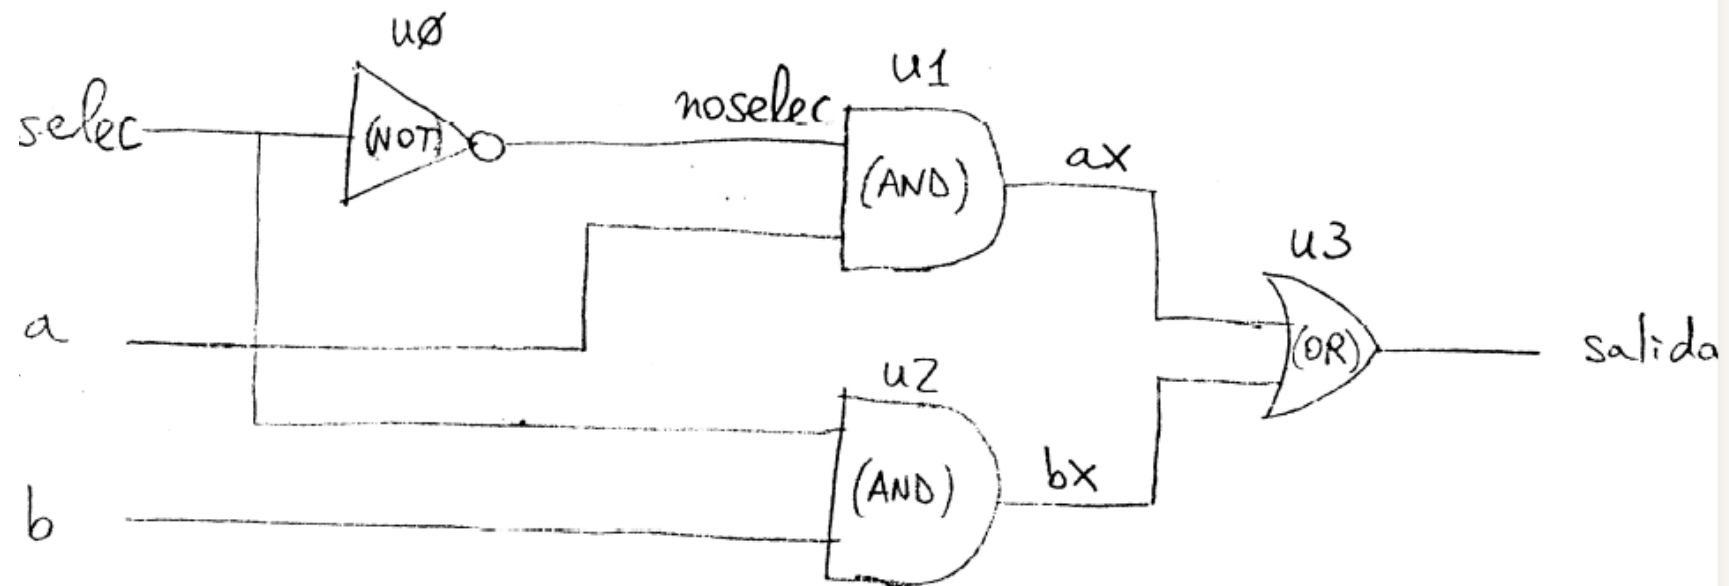 uø
selec
(NOT)
noselec
u1
(AND)
ax
a
u2
(AND)
bx
b
u3
(OR)
salida